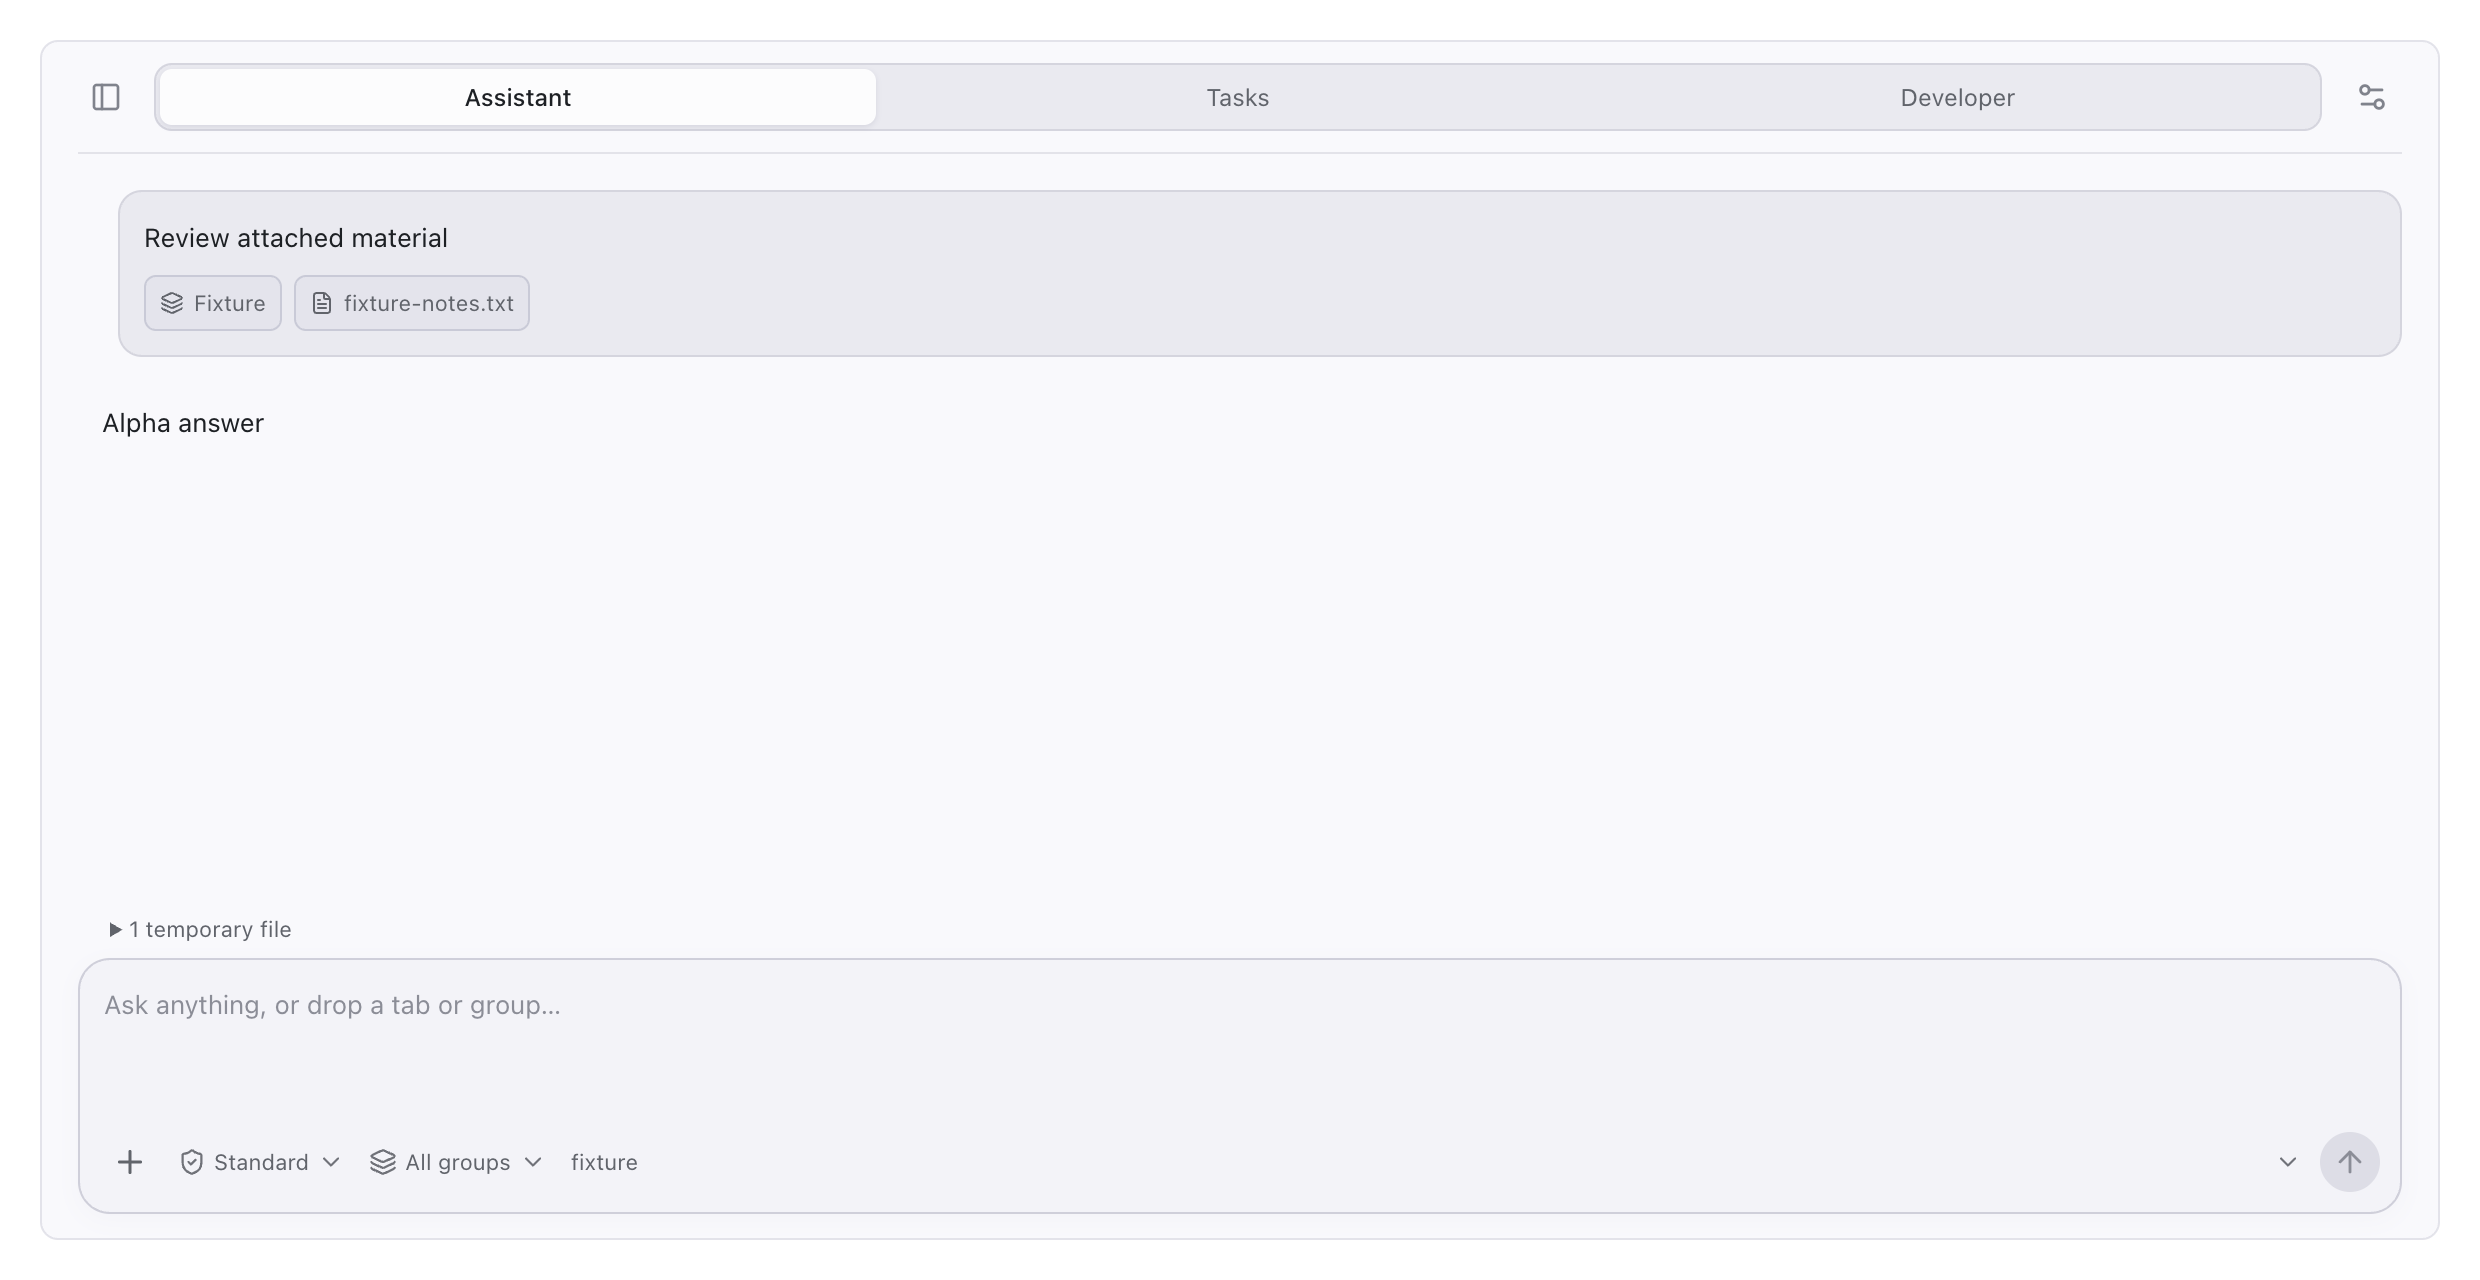 Assistant
Tasks
Developer
Review attached material
Fixture
fixture-notes.txt
Alpha answer
1 temporary file
Ask anything, or drop a tab or group...
Standard
All groups
fixture